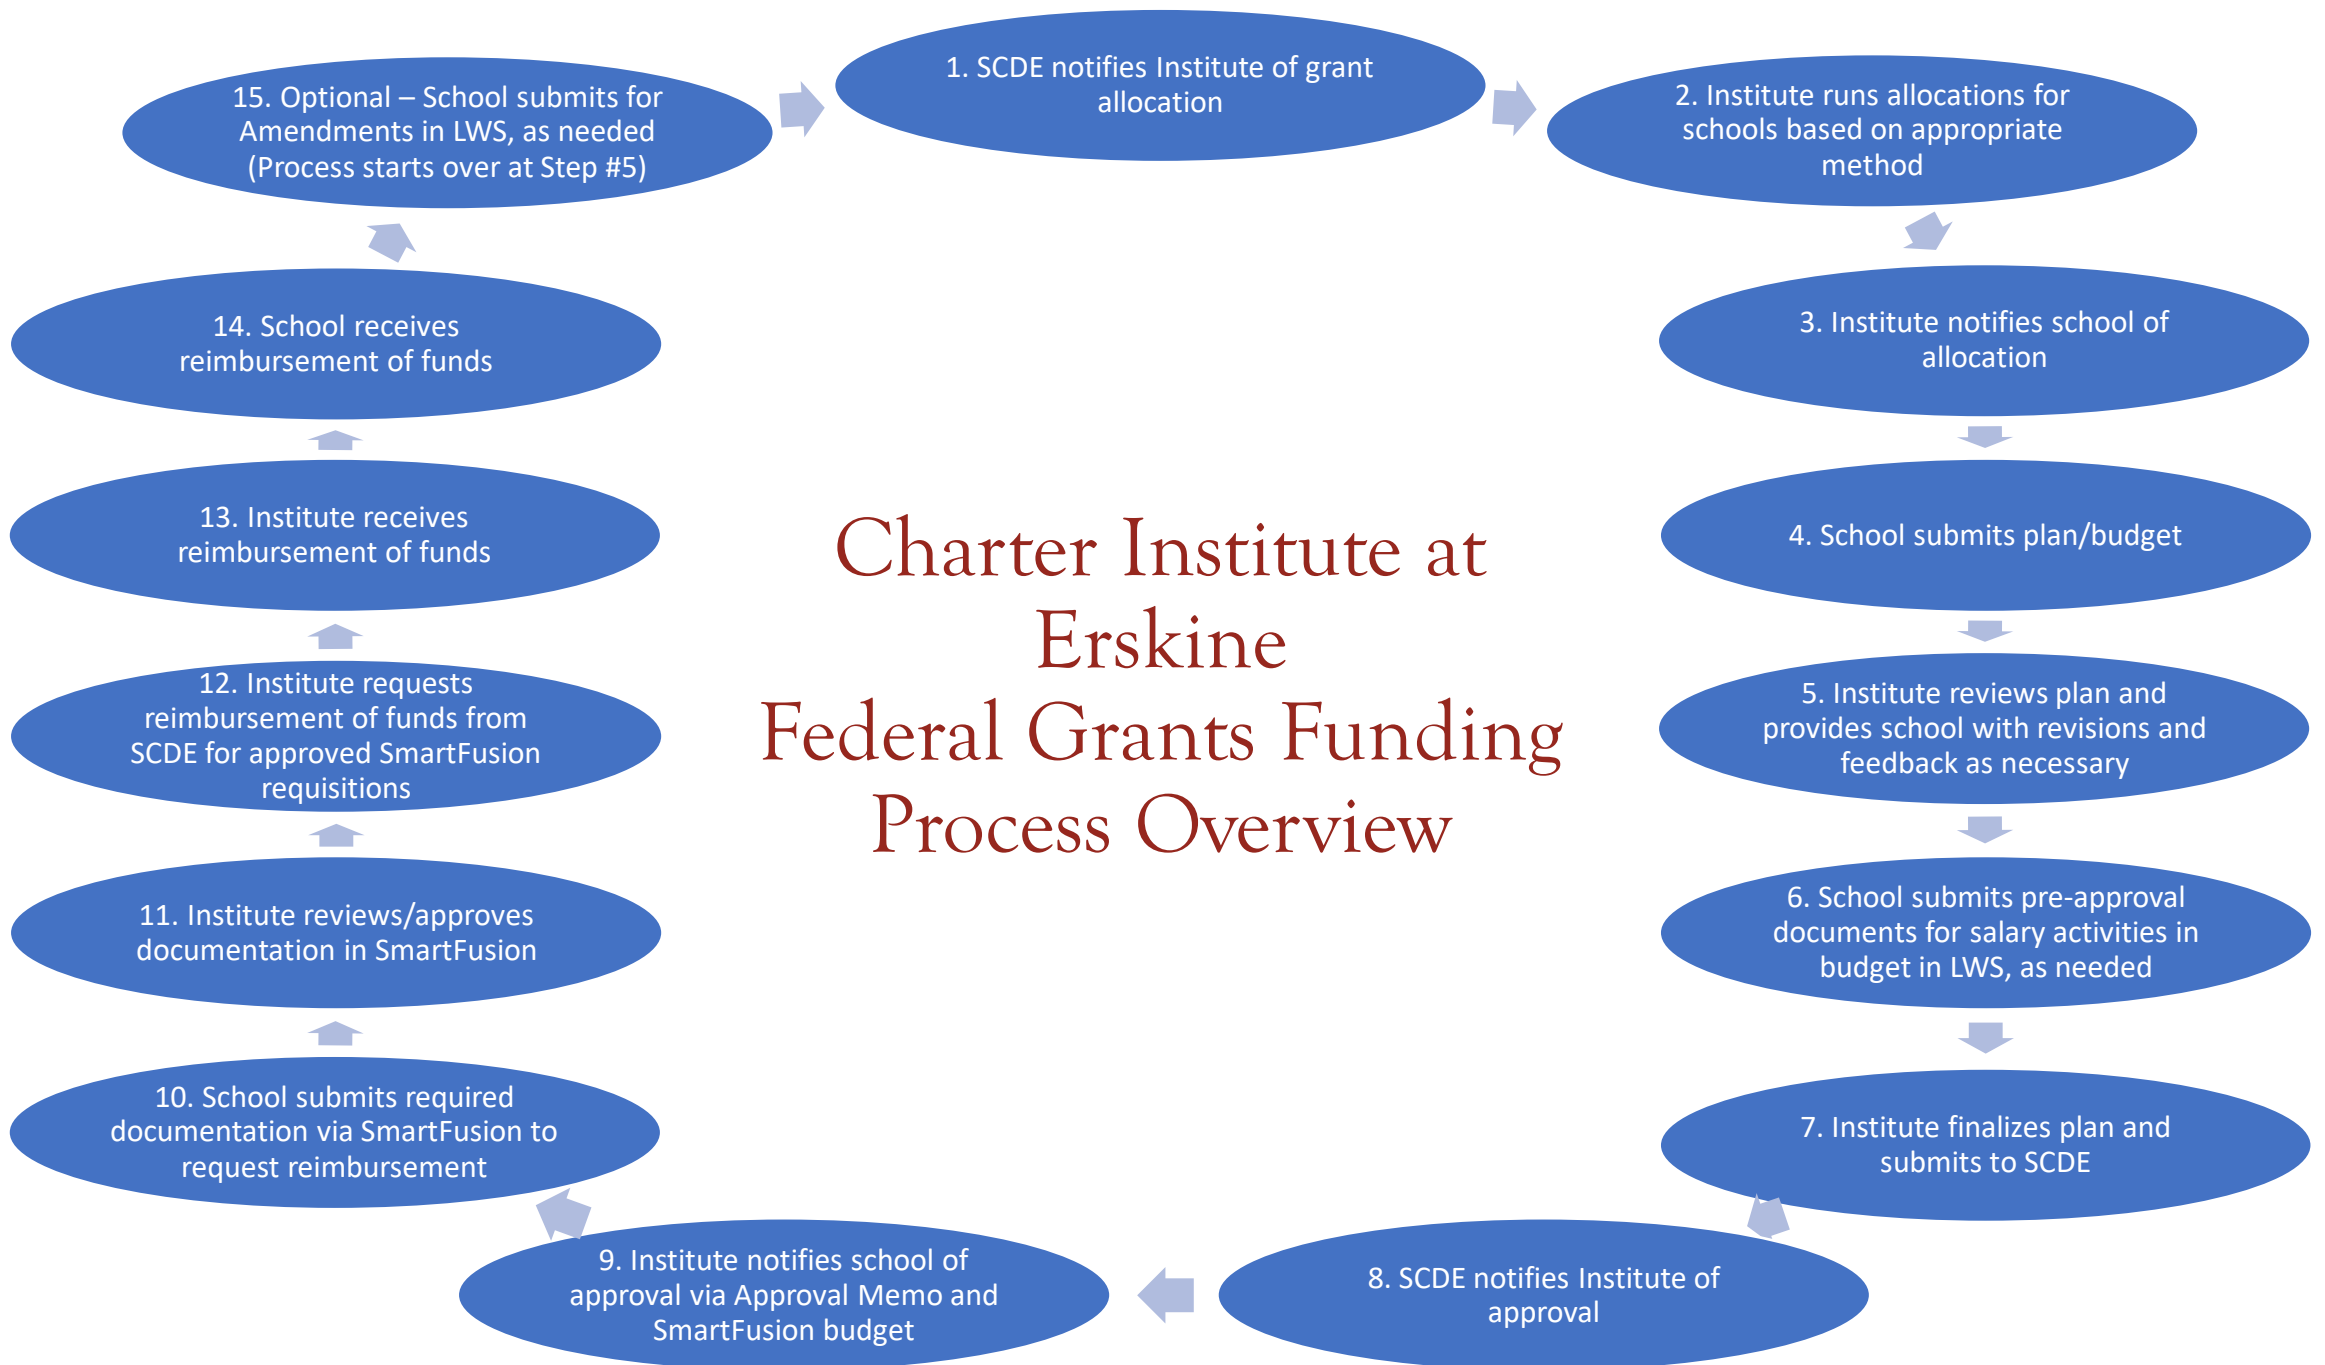 1. SCDE notifies Institute of grant
allocation
2. Institute runs allocations for
schools based on appropriate
method
3. Institute notifies school of
allocation
4. School submits plan/budget
5. Institute reviews plan and
provides school with revisions and
feedback as necessary
6. School submits pre-approval
documents for salary activities in
budget in LWS, as needed
7. Institute finalizes plan and
submits to SCDE
8. SCDE notifies Institute of
approval
9. Institute notifies school of
approval via Approval Memo and
SmartFusion budget
10. School submits required
documentation via SmartFusion to
request reimbursement
11. Institute reviews/approves
documentation in SmartFusion
12. Institute requests
reimbursement of funds from
SCDE for approved SmartFusion
requisitions
13. Institute receives
reimbursement of funds
14. School receives
reimbursement of funds
15. Optional – School submits for
Amendments in LWS, as needed
(Process starts over at Step #5)
Charter Institute at
Erskine
Federal Grants Funding
Process Overview